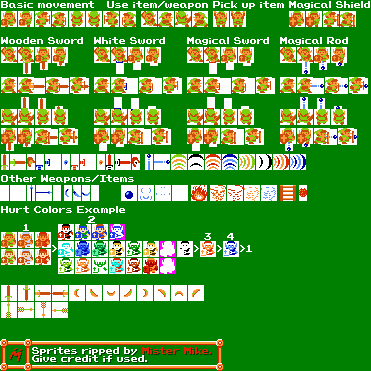 Basic movement Use item/weapon Pick up item Magical Shield
Wooden Sword White Sword Magical Sword Magical Rod
Other Weapons/Items
Hurt Colors Example
1 2
3 4
> > > >1
Sprites ripped by Mister Mike.
Give credit if used.